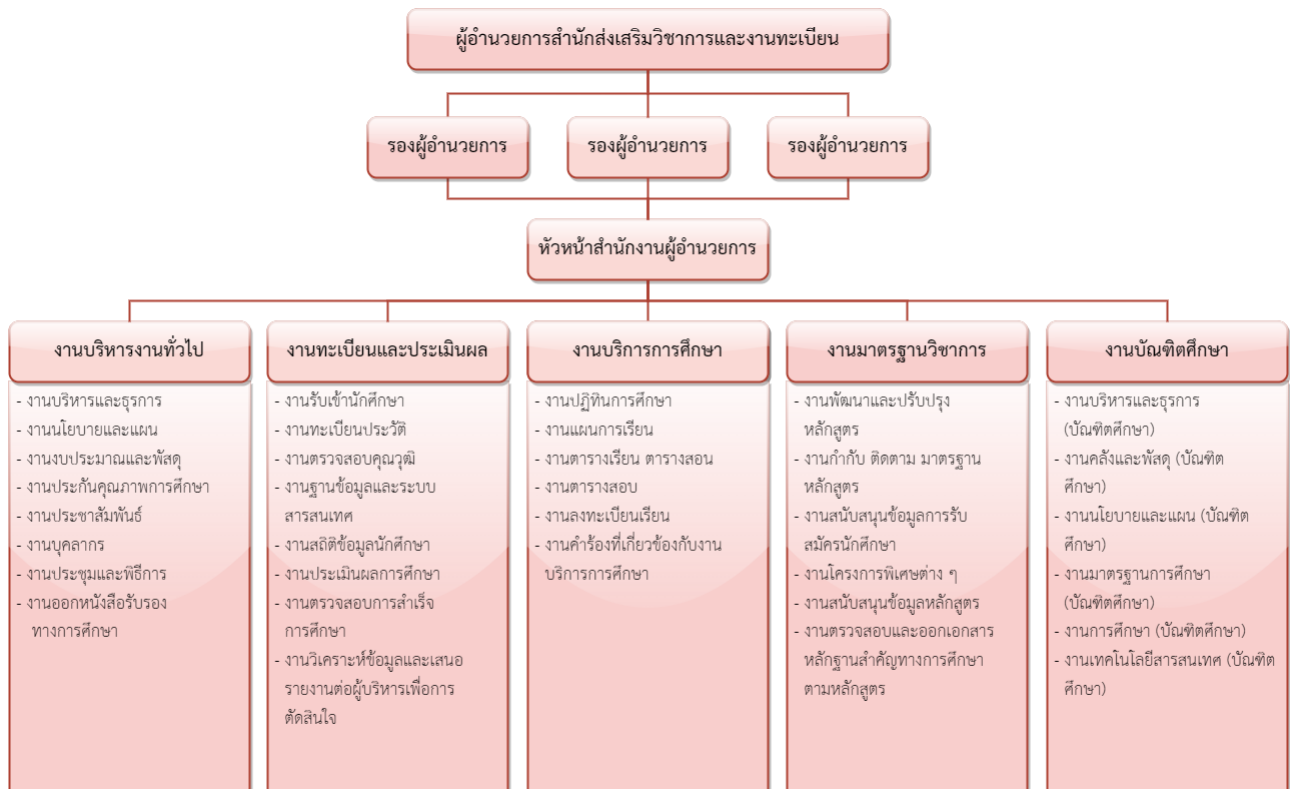 ผู้อำนวยการสำนักส่งเสริมวิชาการและงานทะเบียน
รองผู้อำนวยการ
รองผู้อำนวยการ
รองผู้อำนวยการ
หัวหน้าสำนักงานผู้อำนวยการ
งานบริหารงานทั่วไป
- งานบริหารและธุรการ
- งานนโยบายและแผน
- งานงบประมาณและพัสดุ
- งานประกันคุณภาพการศึกษา
- งานประชาสัมพันธ์
- งานบุคลากร
- งานประชุมและพิธีการ
- งานออกหนังสือรับรอง
ทางการศึกษา
งานทะเบียนและประเมินผล
- งานรับเข้านักศึกษา
- งานทะเบียนประวัติ
- งานตรวจสอบคุณวุฒิ
- งานฐานข้อมูลและระบบ
สารสนเทศ
- งานสถิติข้อมูลนักศึกษา
- งานประเมินผลการศึกษา
- งานตรวจสอบการสำเร็จ
การศึกษา
- งานวิเคราะห์ข้อมูลและเสนอ
รายงานต่อผู้บริหารเพื่อการ
ตัดสินใจ
งานบริการการศึกษา
- งานปฏิทินการศึกษา
- งานแผนการเรียน
- งานตารางเรียน ตารางสอน
- งานตารางสอบ
- งานลงทะเบียนเรียน
- งานคำร้องที่เกี่ยวข้องกับงาน
บริการการศึกษา
งานมาตรฐานวิชาการ
- งานพัฒนาและปรับปรุง
หลักสูตร
- งานกำกับ ติดตาม มาตรฐาน
หลักสูตร
- งานสนับสนุนข้อมูลการรับ
สมัครนักศึกษา
- งานโครงการพิเศษต่าง ๆ
- งานสนับสนุนข้อมูลหลักสูตร
- งานตรวจสอบและออกเอกสาร
หลักฐานสำคัญทางการศึกษา
ตามหลักสูตร
งานบัณฑิตศึกษา
- งานบริหารและธุรการ
(บัณฑิตศึกษา)
- งานคลังและพัสดุ (บัณฑิต
ศึกษา)
- งานนโยบายและแผน (บัณฑิต
ศึกษา)
- งานมาตรฐานการศึกษา
(บัณฑิตศึกษา)
- งานการศึกษา (บัณฑิตศึกษา)
- งานเทคโนโลยีสารสนเทศ (บัณฑิต
ศึกษา)